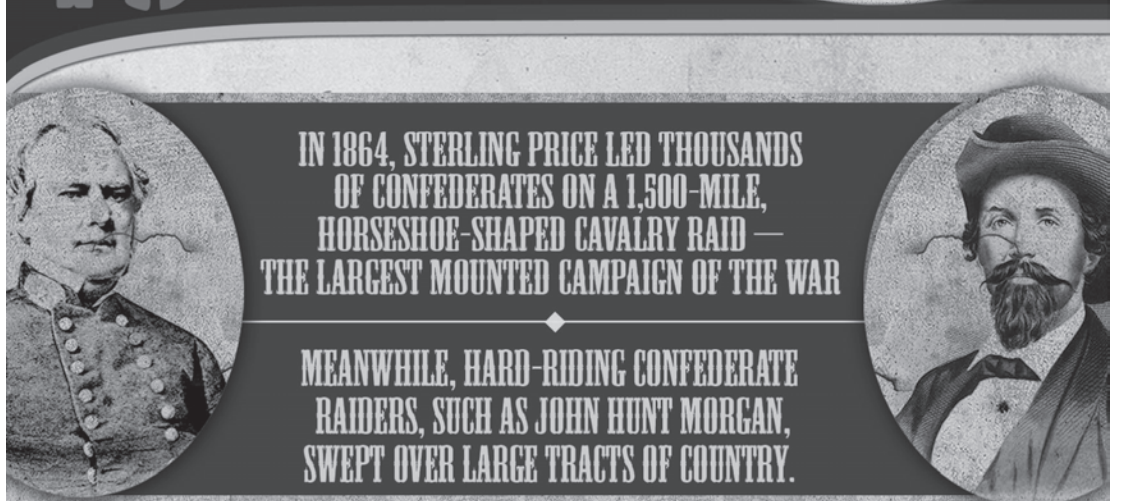 IN 1864, STERLING PRICE LED THOUSANDS
OF CONFEDERATES ON A 1,500-MILE,
HORSESHOE-SHAPED CAVALRY RAID —
THE LARGEST MOUNTED CAMPAIGN OF THE WAR
MEANWHILE, HARD-RIDING CONFEDERATE
RAIDERS, SUCH AS JOHN HUNT MORGAN,
SWEPT OVER LARGE TRACTS OF COUNTRY.